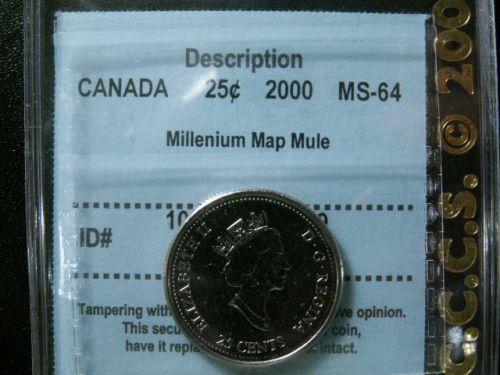 Description
CANADA 25¢ 2000 MS-64
Millenium Map Mule
10
ID#
ELIZABETH II D·G·REGINA
25 CENTS
Tampering with ve opinion.
This secu coin,
have it repla t intact.
C.C.C.S. © 200